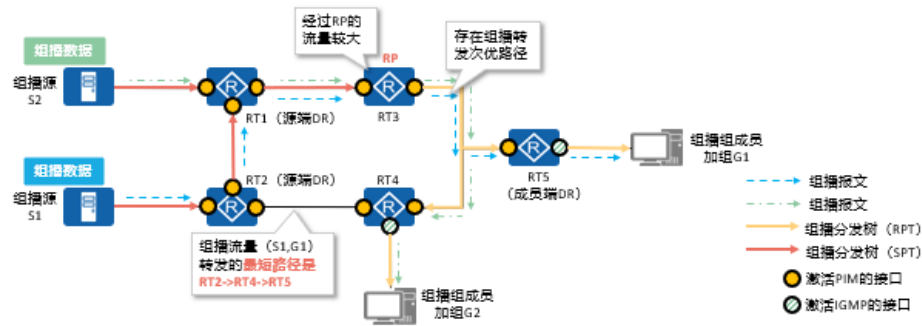 经过RP的
流量较大
存在组播转
发次优路径
组播数据
RP
组播源
S2
R
R
RT1（源端DR）
RT3
组播组成员
加组G1
R
组播数据
RT2（源端DR）
RT4
RT5
（成员端DR）
组播源
S1
R
R
组播流量（S1,G1）
转发的最短路径是
RT2->RT4->RT5
组播组成员
加组G2
组播报文
组播报文
组播分发树（RPT）
组播分发树（SPT）
激活PIM的接口
激活IGMP的接口